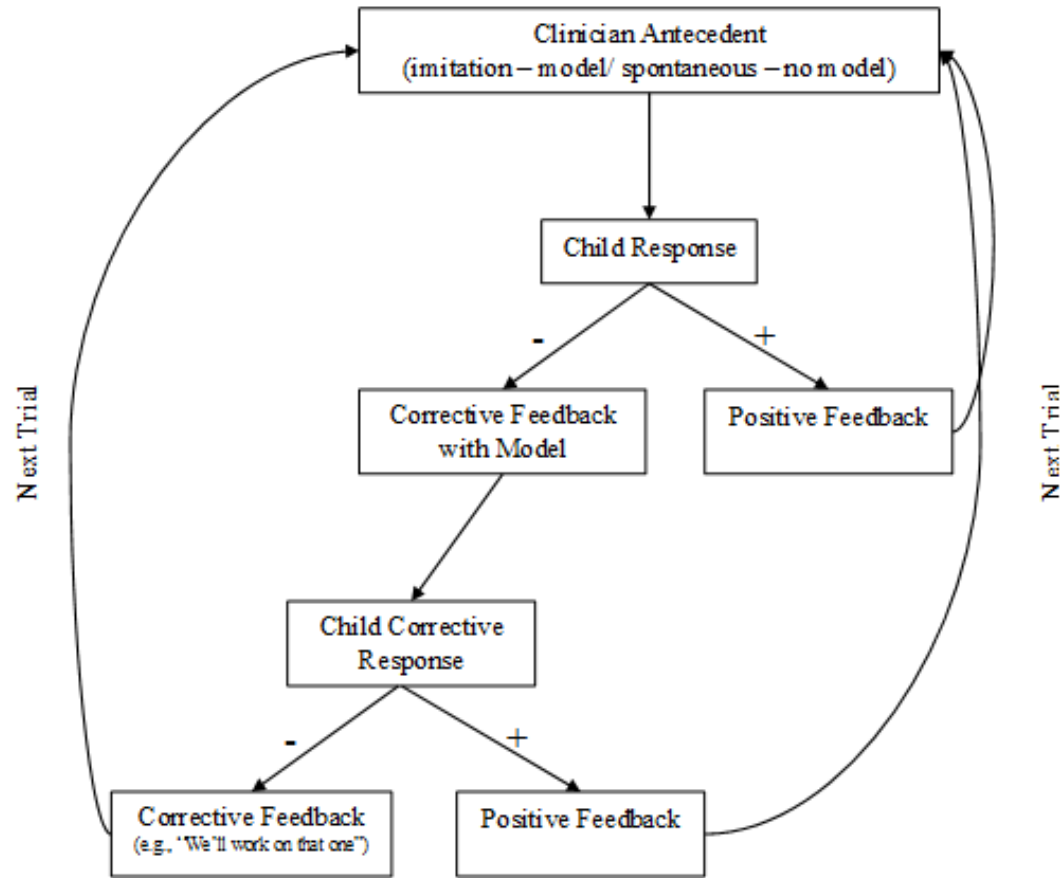 Clinician Antecedent
(imitation – model/ spontaneous – no model)
Child Response
-
+
Corrective Feedback
with Model
Positive Feedback
Next Trial
Next Trial
Child Corrective
Response
-
+
Corrective Feedback
(e.g., “We’ll work on that one”)
Positive Feedback